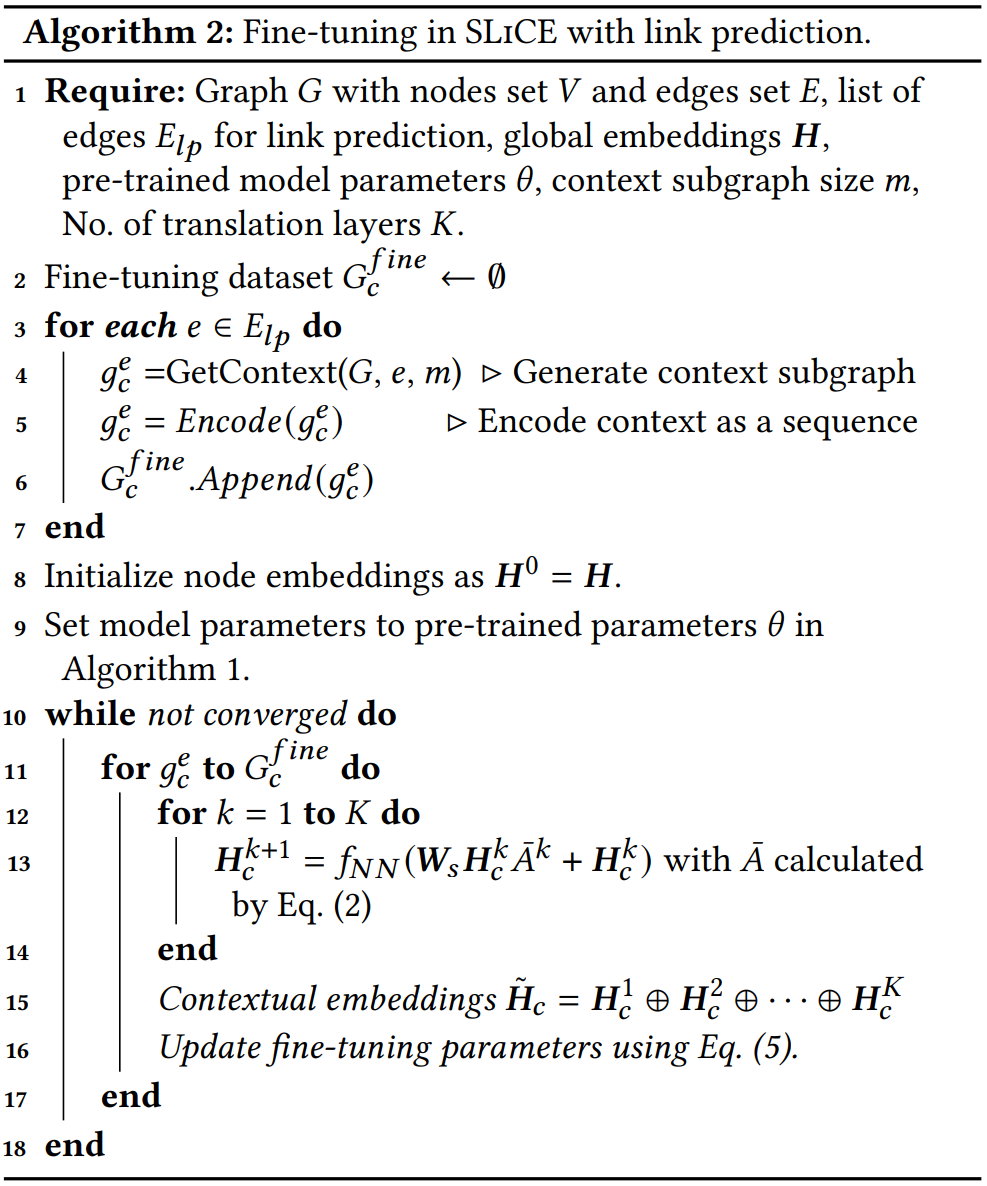 Algorithm 2: Fine-tuning in SLiCE with link prediction.
1 Require: Graph G with nodes set V and edges set E, list of
edges E_{lp} for link prediction, global embeddings H,
pre-trained model parameters θ, context subgraph size m,
No. of translation layers K.
2 Fine-tuning dataset G_c^{fine} ← ∅
3 for each e ∈ E_{lp} do
4 g_c^e =GetContext(G, e, m) ▷ Generate context subgraph
5 g_c^e = Encode(g_c^e) ▷ Encode context as a sequence
6 G_c^{fine}.Append(g_c^e)
7 end
8 Initialize node embeddings as H^0 = H.
9 Set model parameters to pre-trained parameters θ in
Algorithm 1.
10 while not converged do
11 for g_c^e to G_c^{fine} do
12 for k = 1 to K do
13 H_c^{k+1} = f_{NN}(W_s H_c^k Ā^k + H_c^k) with Ā calculated
by Eq. (2)
14 end
15 Contextual embeddings H̃_c = H_c^1 ⊕ H_c^2 ⊕ ⋯ ⊕ H_c^K
16 Update fine-tuning parameters using Eq. (5).
17 end
18 end